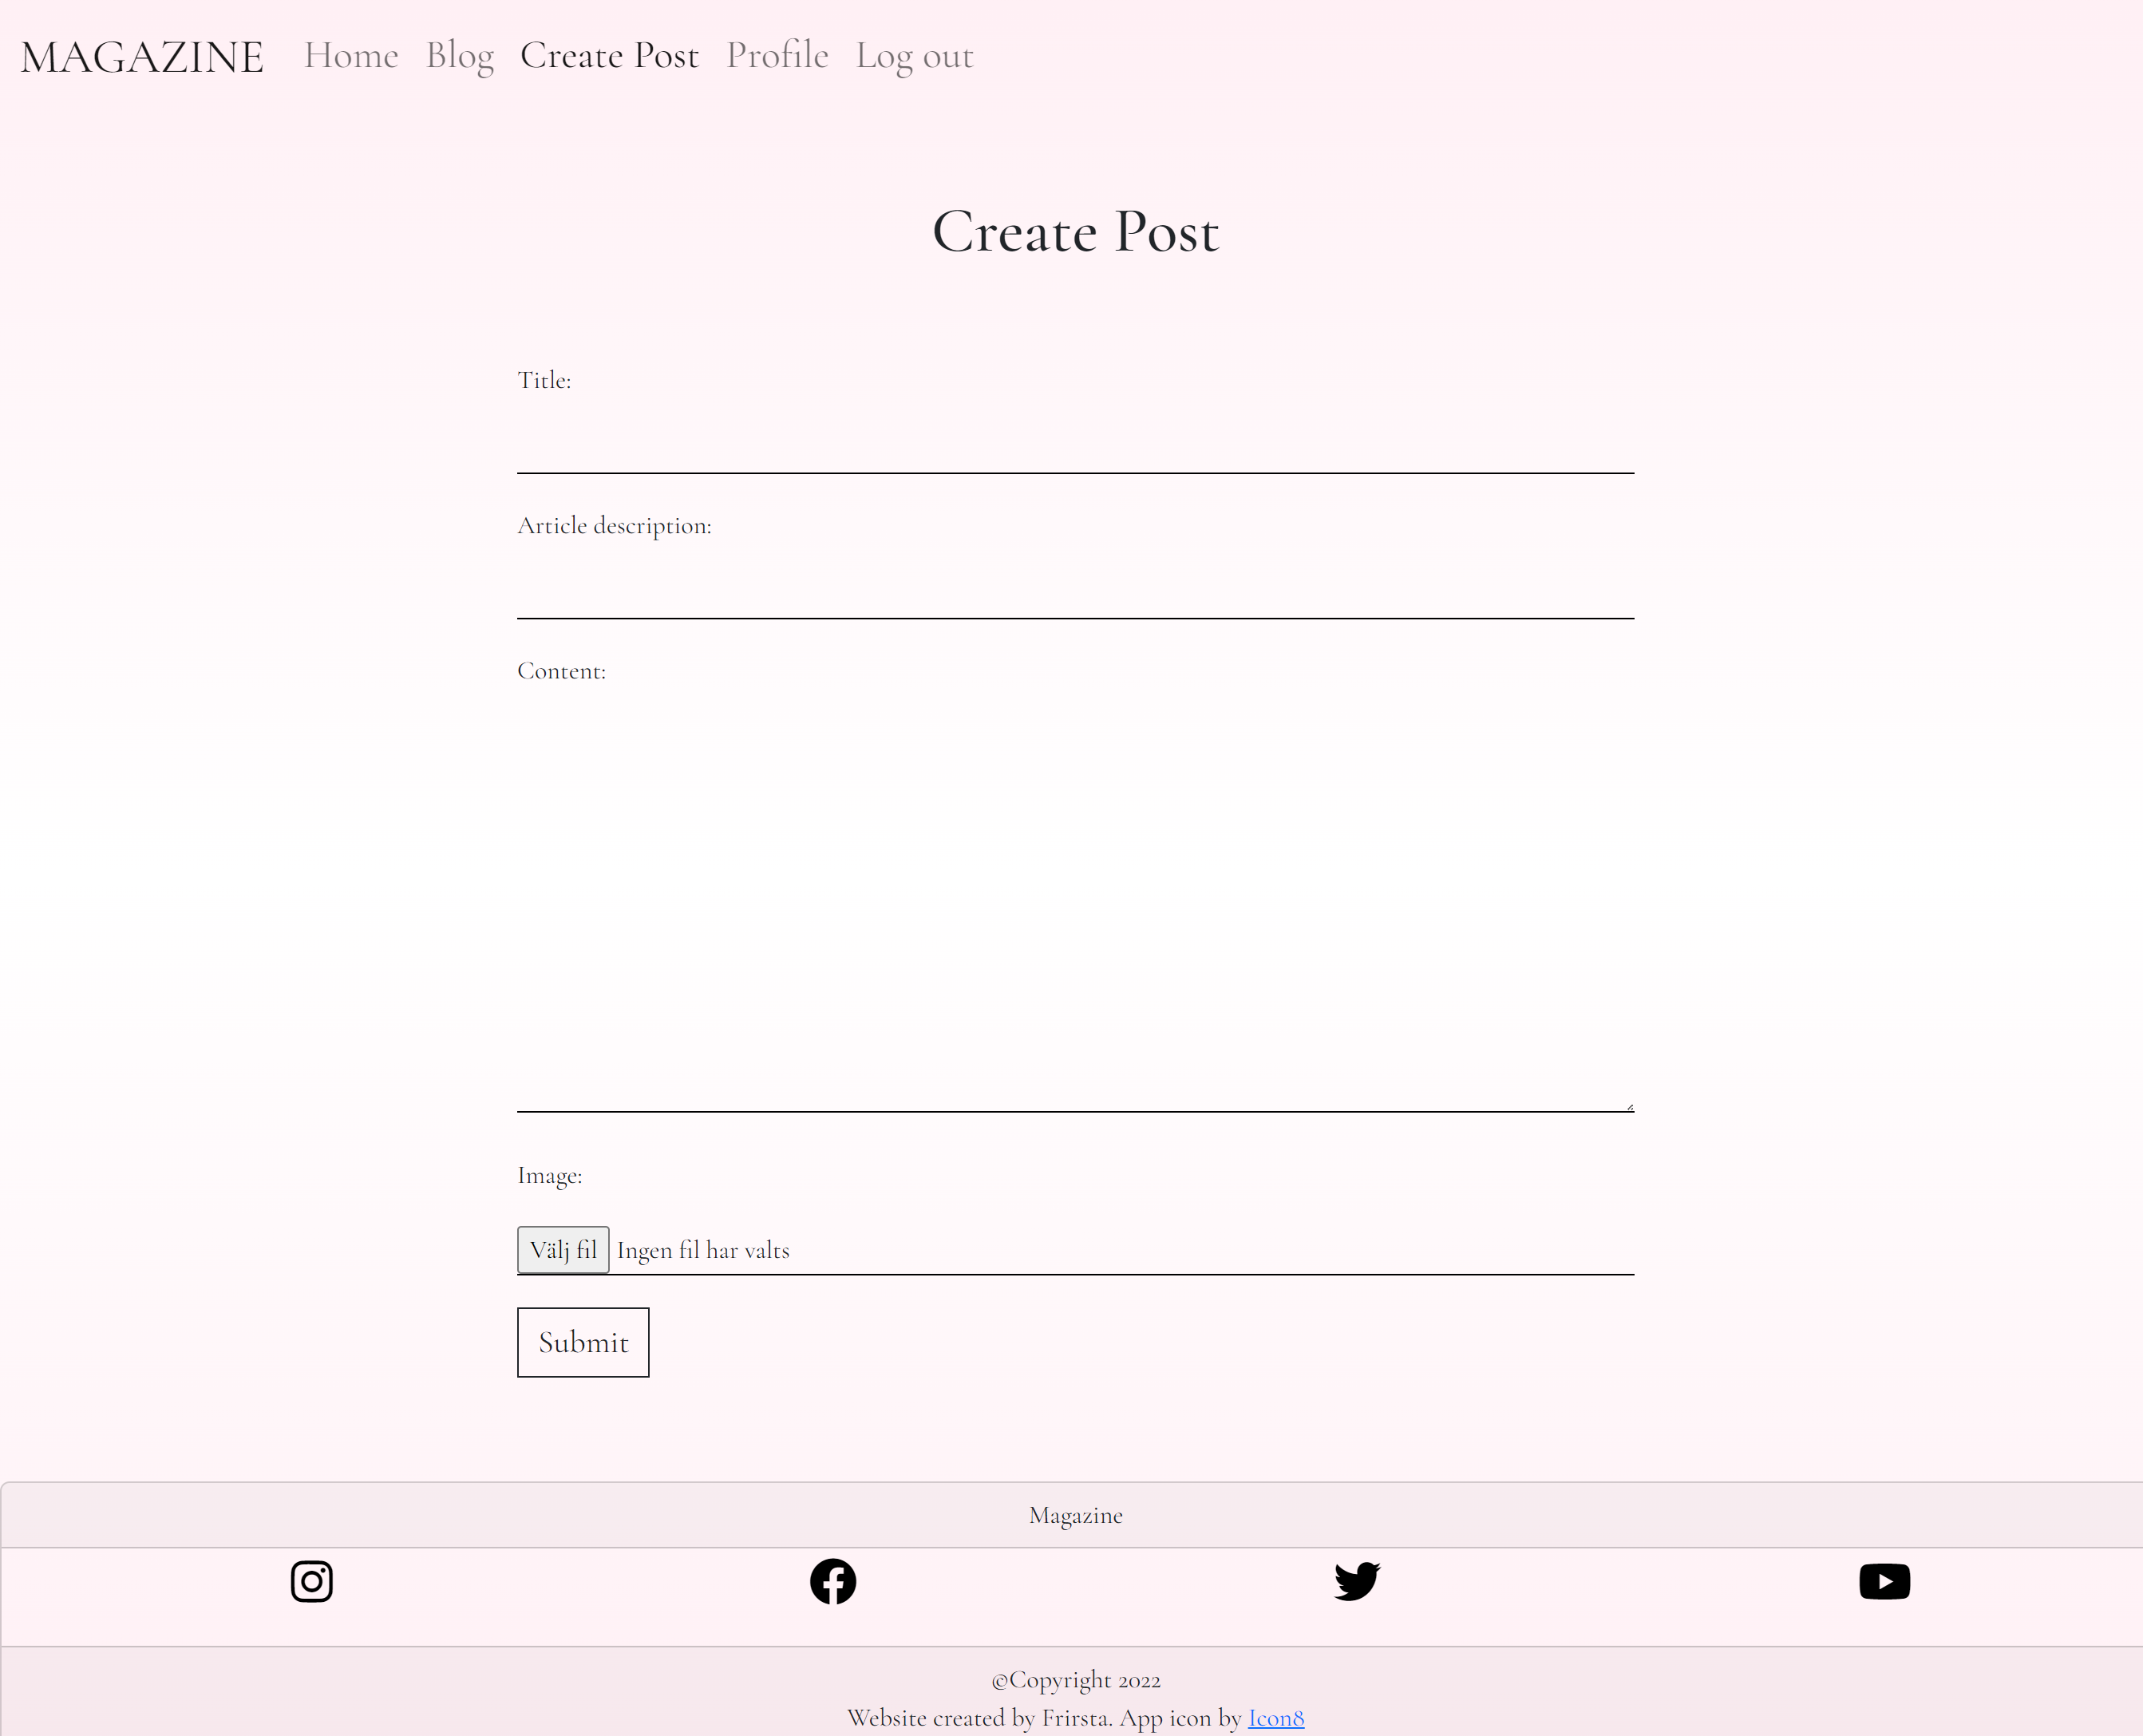 MAGAZINE Home Blog Create Post Profile Log out
Create Post
Title:
Article description:
Content:
Image:
Välj fil Ingen fil har valts
Submit
Magazine
©Copyright 2022
Website created by Frirsta. App icon by Icon8